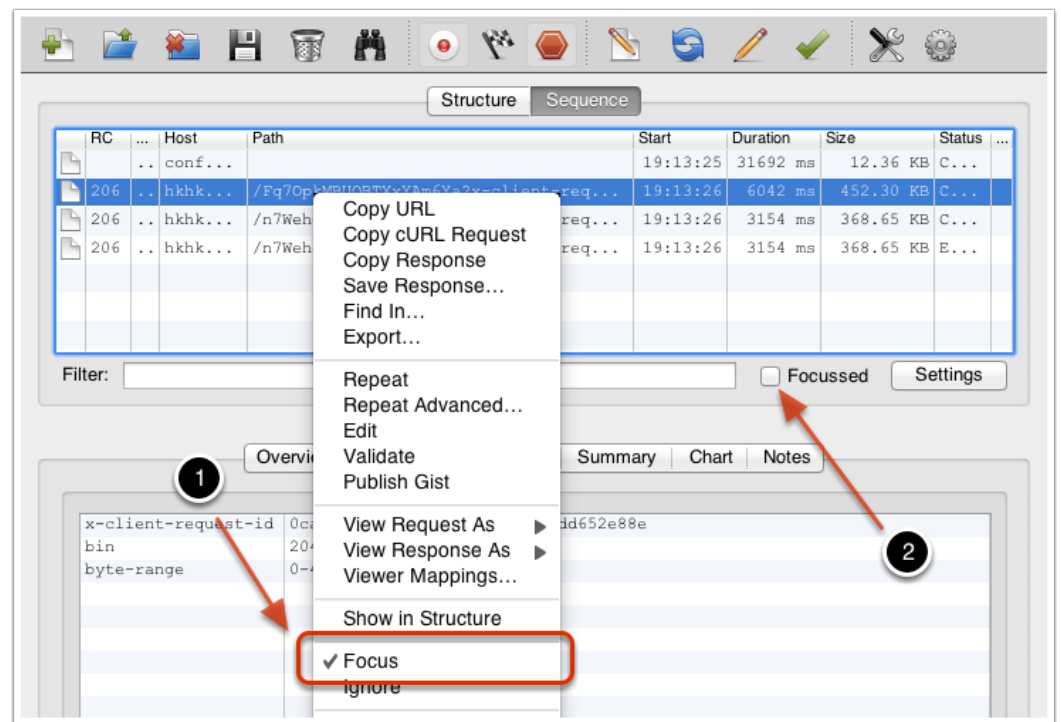 Structure Sequence
RC ... Host Path Start Duration Size Status ...
.. conf... 19:13:25 31692 ms 12.36 KB C...
206 .. hkhk... /Fq7OpkMBUOBTYxYAm6Ya?x-client-req... 19:13:26 6042 ms 452.30 KB C...
206 .. hkhk... /n7Weh req... 19:13:26 3154 ms 368.65 KB C...
206 .. hkhk... /n7Weh req... 19:13:26 3154 ms 368.65 KB E...
Filter: Focussed Settings
Copy URL
Copy cURL Request
Copy Response
Save Response...
Find In...
Export...
Repeat
Repeat Advanced...
Edit
Validate
Publish Gist
View Request As
View Response As
Viewer Mappings...
Show in Structure
✓ Focus
Ignore
Overvi Summary Chart Notes
1
2
x-client-request-id 0ca dd652e88e
bin 204
byte-range 0-4